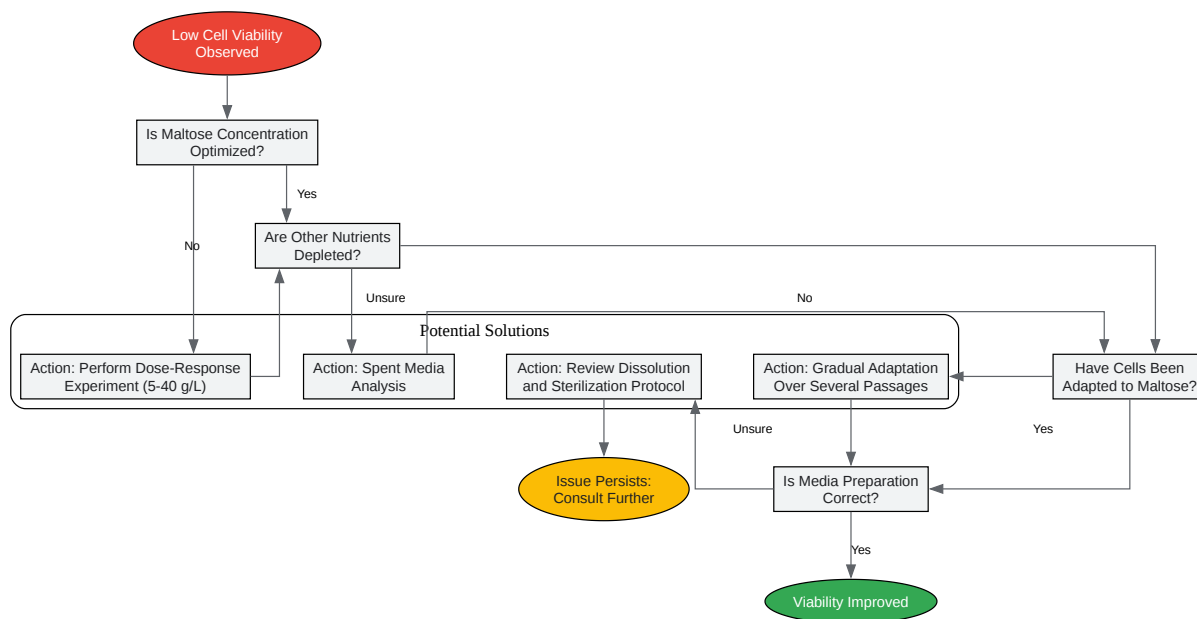 Low Cell Viability
Observed
Is Maltose Concentration
Optimized?
Yes
No
Are Other Nutrients
Depleted?
Unsure
No
Potential Solutions
Action: Perform Dose-Response
Experiment (5-40 g/L)
Action: Spent Media
Analysis
Action: Review Dissolution
and Sterilization Protocol
Action: Gradual Adaptation
Over Several Passages
Have Cells Been
Adapted to Maltose?
Unsure
Yes
Issue Persists:
Consult Further
Is Media Preparation
Correct?
Yes
Viability Improved